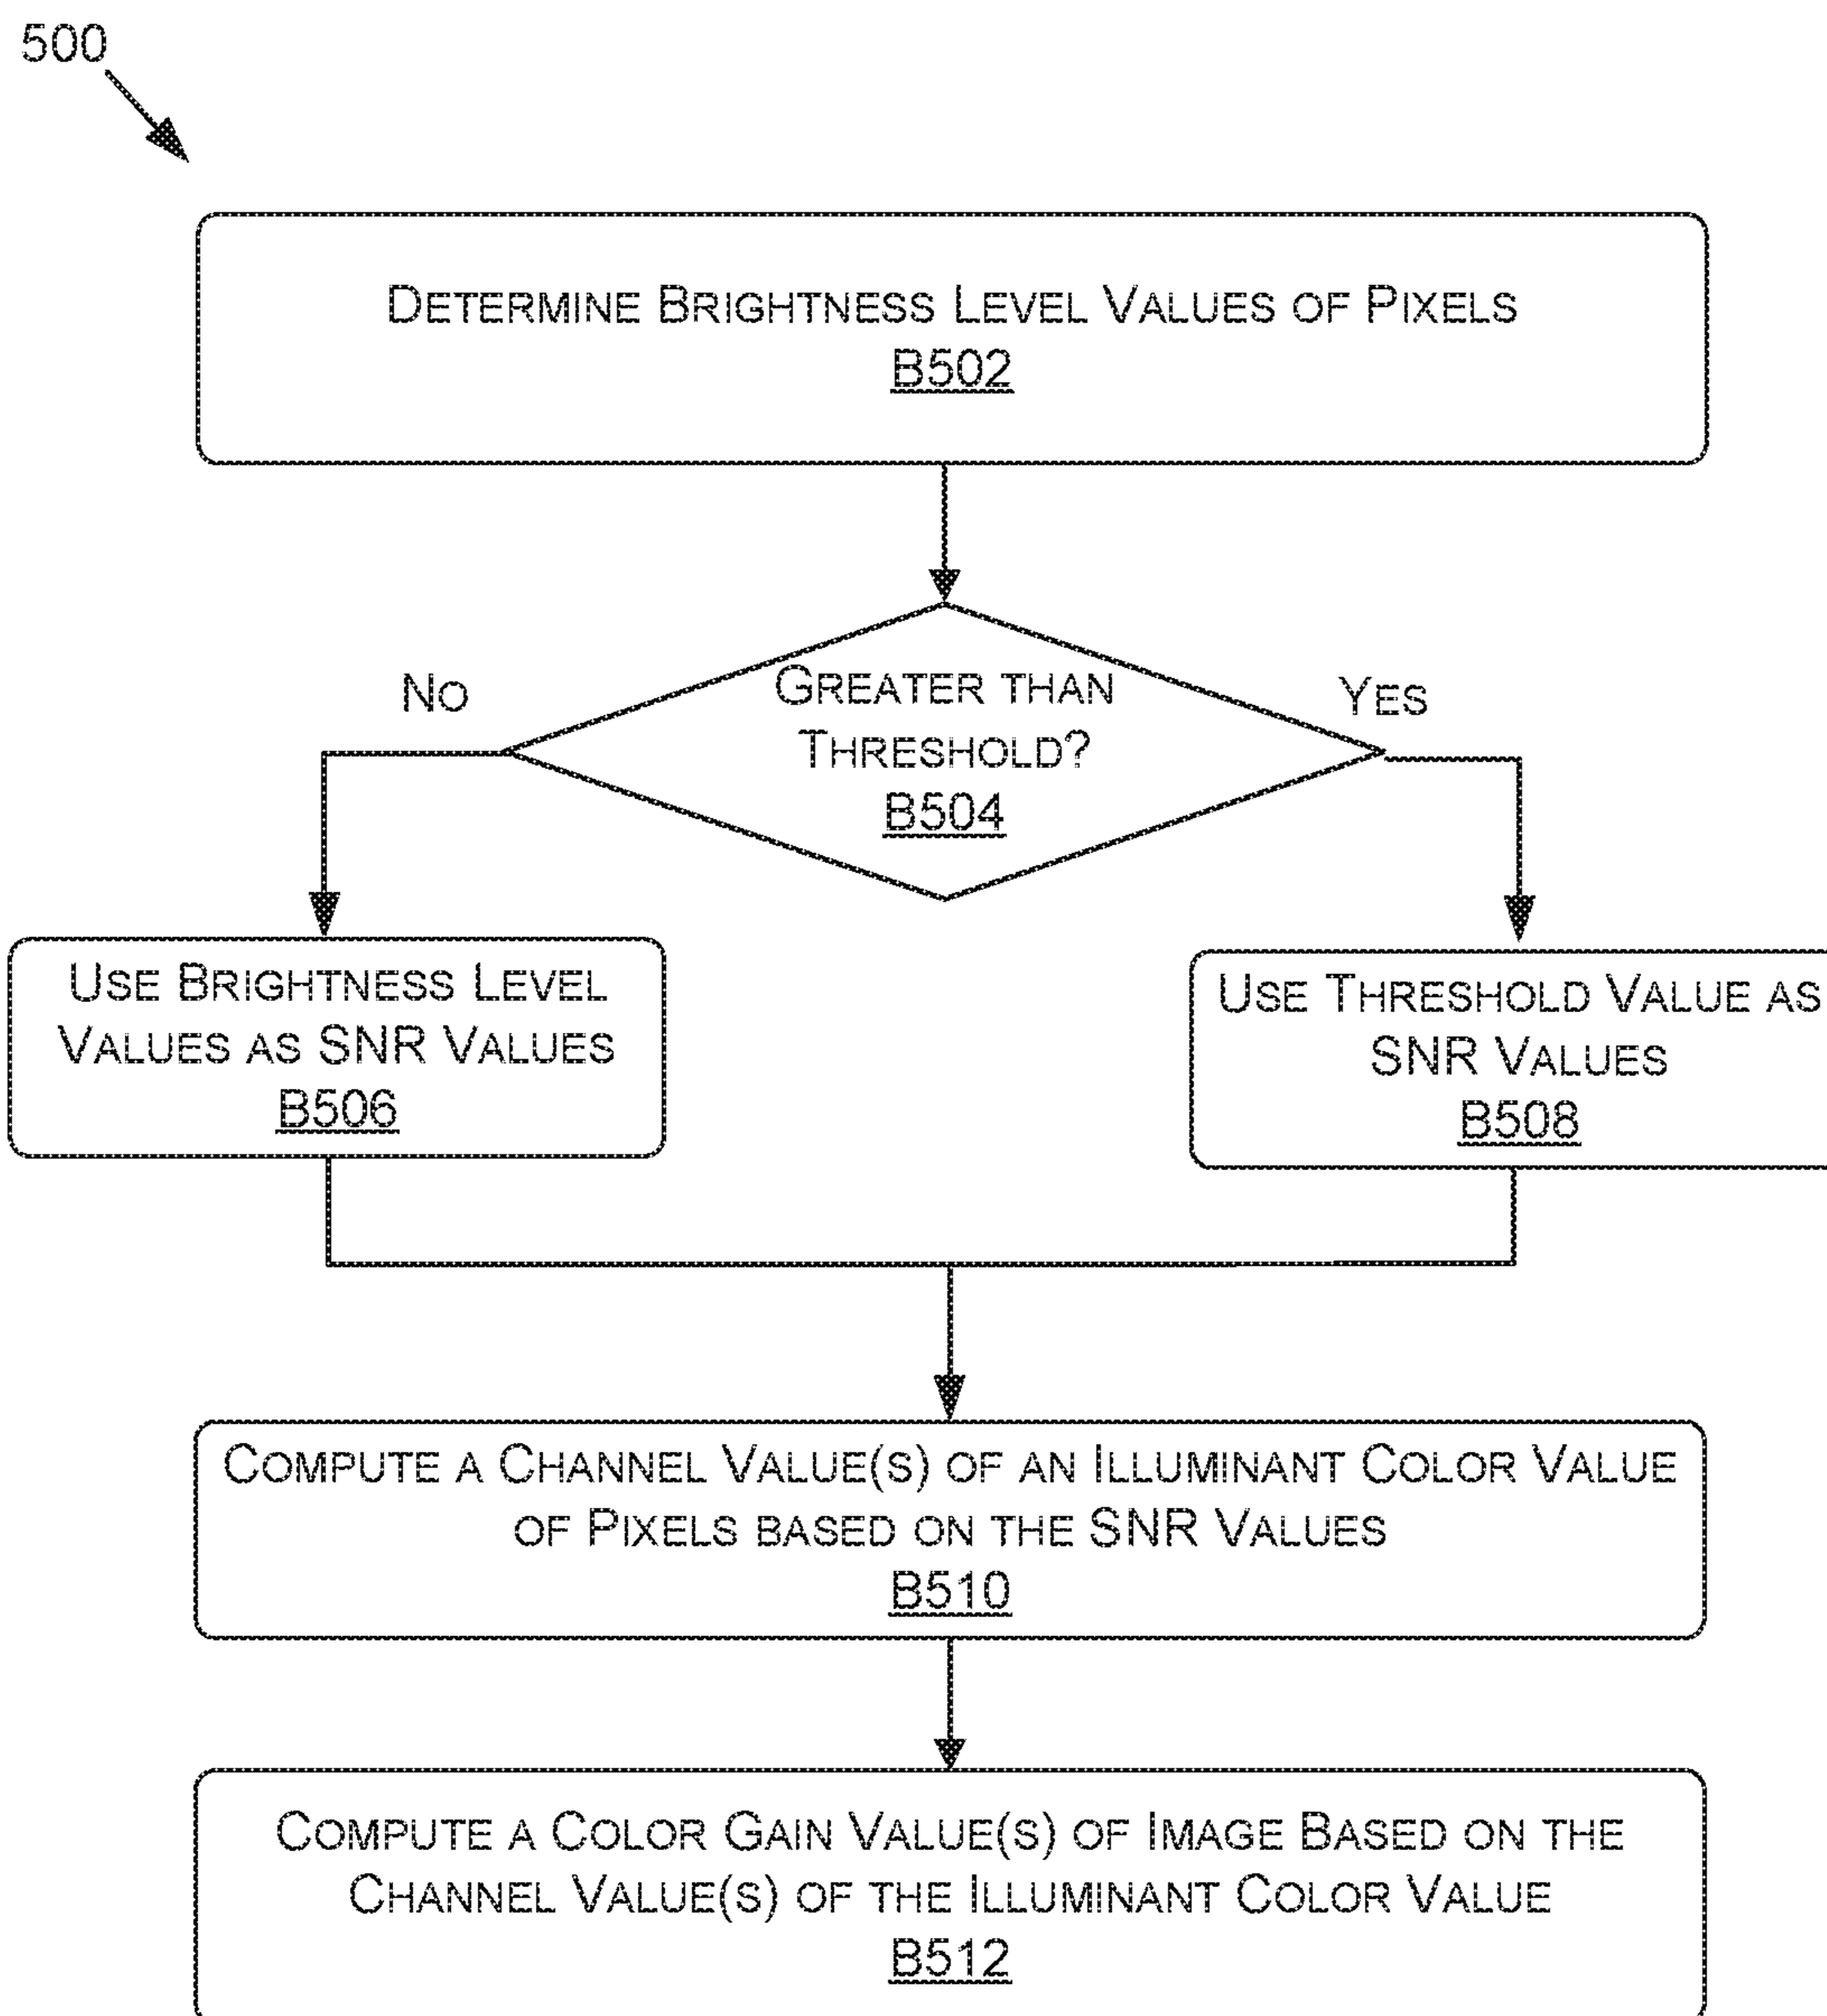 500
DETERMINE BRIGHTNESS LEVEL VALUES OF PIXELS
B502
NO
GREATER THAN
THRESHOLD?
B504
YES
USE BRIGHTNESS LEVEL
VALUES AS SNR VALUES
B506
USE THRESHOLD VALUE AS
SNR VALUES
B508
COMPUTE A CHANNEL VALUE(S) OF AN ILLUMINANT COLOR VALUE
OF PIXELS BASED ON THE SNR VALUES
B510
COMPUTE A COLOR GAIN VALUE(S) OF IMAGE BASED ON THE
CHANNEL VALUE(S) OF THE ILLUMINANT COLOR VALUE
B512